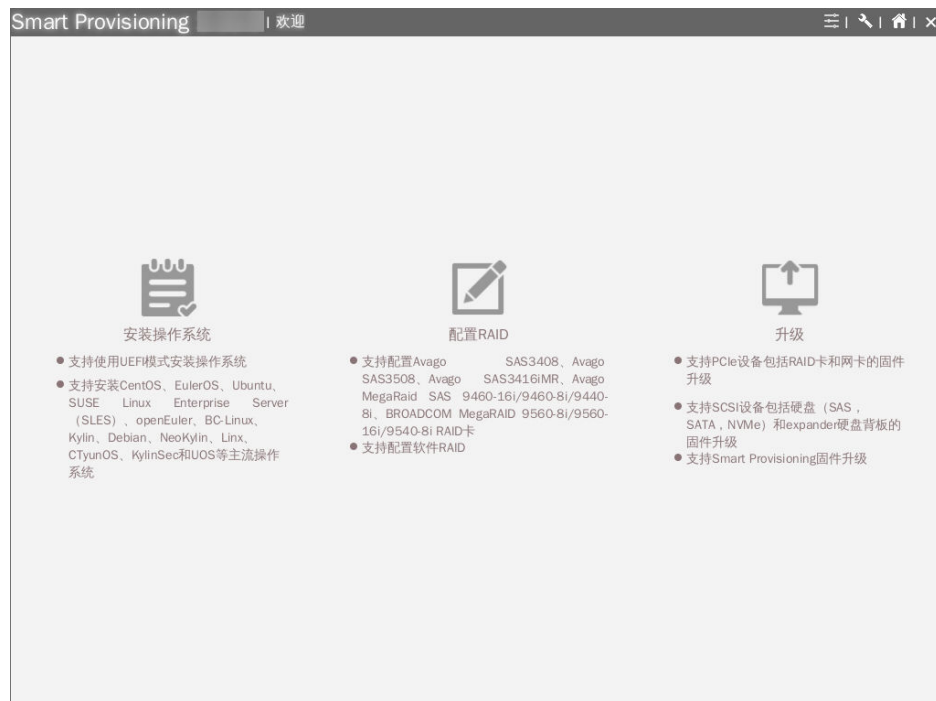 Smart Provisioning | 欢迎
安装操作系统
● 支持使用UEFI模式安装操作系统
● 支持安装CentOS、EulerOS、Ubuntu、
SUSE Linux Enterprise Server
（SLES）、openEuler、BC-Linux、
Kylin、Debian、NeoKylin、Linx、
CTyunOS、KylinSec和UOS等主流操作
系统
配置RAID
● 支持配置Avago SAS3408、Avago
SAS3508、Avago SAS3416iMR、Avago
MegaRaid SAS 9460-16i/9460-8i/9440-
8i、BROADCOM MegaRAID 9560-8i/9560-
16i/9540-8i RAID卡
● 支持配置软件RAID
升级
● 支持PCIe设备包括RAID卡和网卡的固件
升级
● 支持SCSI设备包括硬盘（SAS，
SATA，NVMe）和expander硬盘背板的
固件升级
● 支持Smart Provisioning固件升级